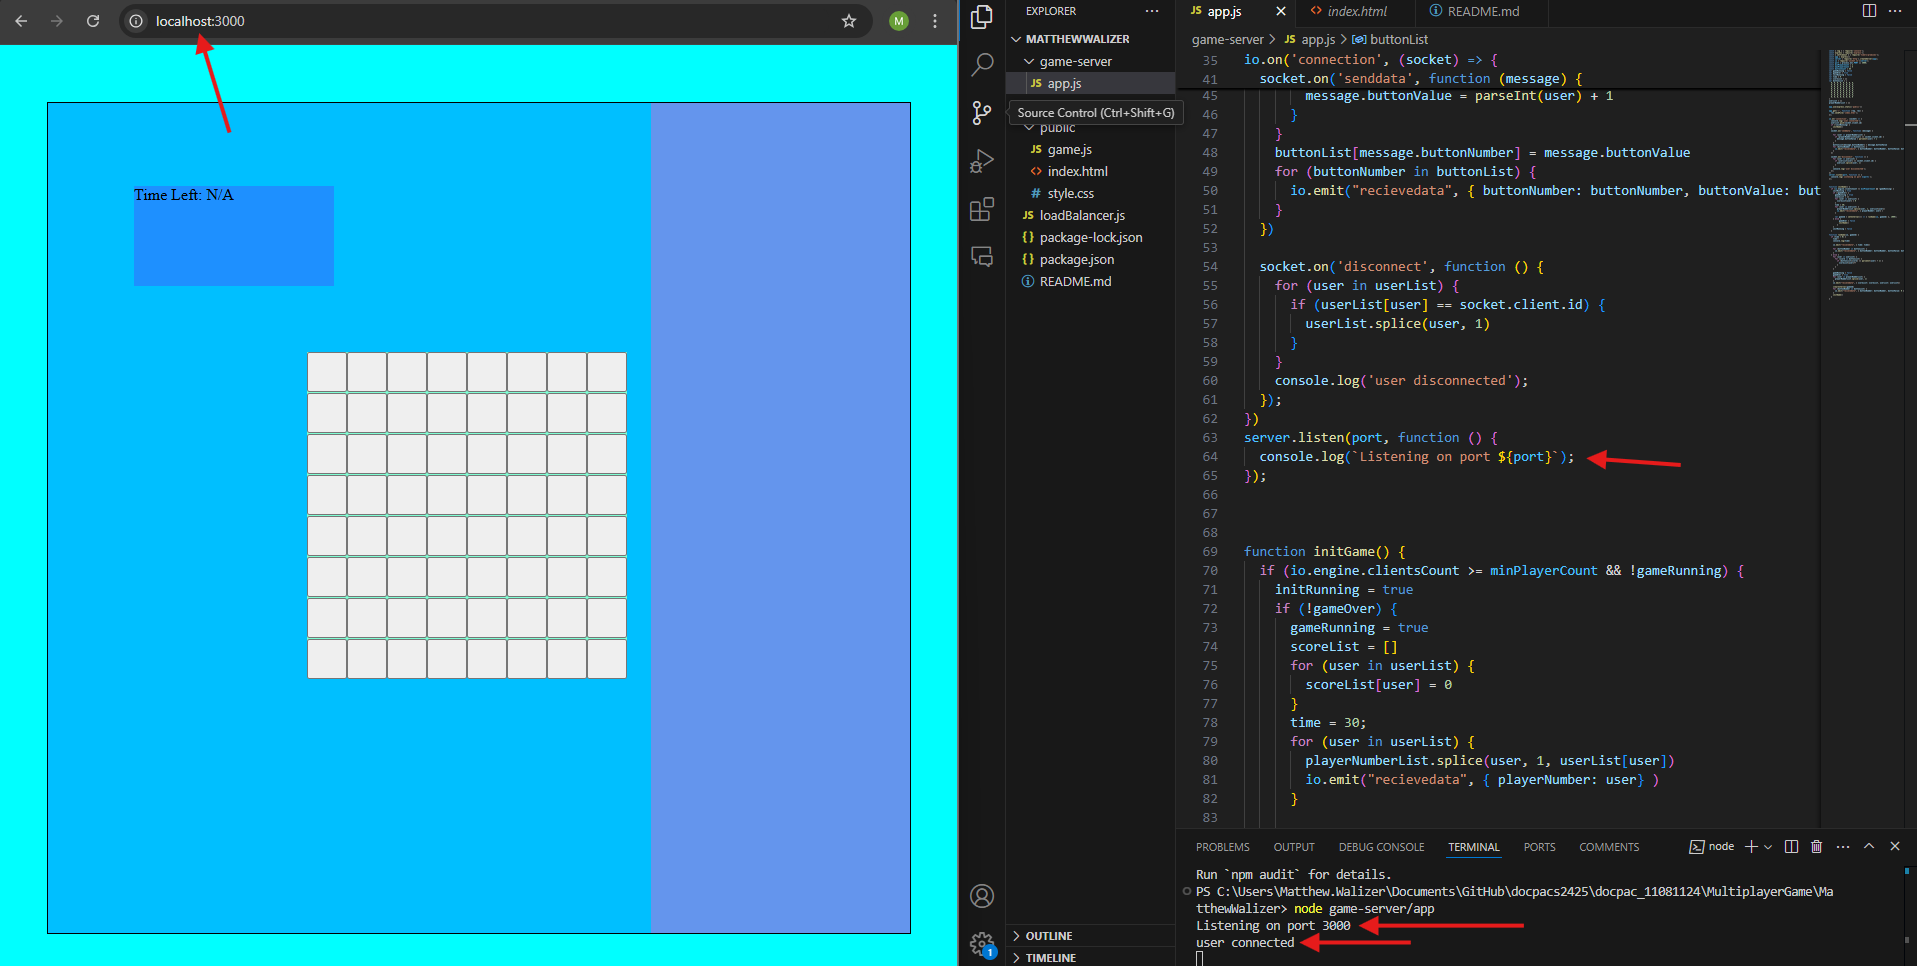 localhost:3000
M
Time Left: N/A
EXPLORER
MATTHEWWALIZER
game-server
JS app.js
Source Control (Ctrl+Shift+G)
public
JS game.js
<> index.html
# style.css
JS loadBalancer.js
{} package-lock.json
{} package.json
README.md
OUTLINE
TIMELINE
1
JS app.js
<> index.html
README.md
game-server > JS app.js > buttonList
35 io.on('connection', (socket) => {
41 socket.on('senddata', function (message) {
45 message.buttonValue = parseInt(user) + 1
46 }
47 }
48 buttonList[message.buttonNumber] = message.buttonValue
49 for (buttonNumber in buttonList) {
50 io.emit("recievedata", { buttonNumber: buttonNumber, buttonValue: but
51 }
52 })
53
54 socket.on('disconnect', function () {
55 for (user in userList) {
56 if (userList[user] == socket.client.id) {
57 userList.splice(user, 1)
58 }
59 }
60 console.log('user disconnected');
61 });
62 })
63 server.listen(port, function () {
64 console.log(`Listening on port ${port}`);
65 });
66
67
68
69 function initGame() {
70 if (io.engine.clientsCount >= minPlayerCount && !gameRunning) {
71 initRunning = true
72 if (!gameOver) {
73 gameRunning = true
74 scoreList = []
75 for (user in userList) {
76 scoreList[user] = 0
77 }
78 time = 30;
79 for (user in userList) {
80 playerNumberList.splice(user, 1, userList[user])
81 io.emit("recievedata", { playerNumber: user} )
82 }
83
PROBLEMS OUTPUT DEBUG CONSOLE TERMINAL PORTS COMMENTS
node
Run `npm audit` for details.
PS C:\Users\Matthew.Walizer\Documents\GitHub\docpacs2425\docpac_11081124\MultiplayerGame\Ma
tthewWalizer> node game-server/app
Listening on port 3000
user connected